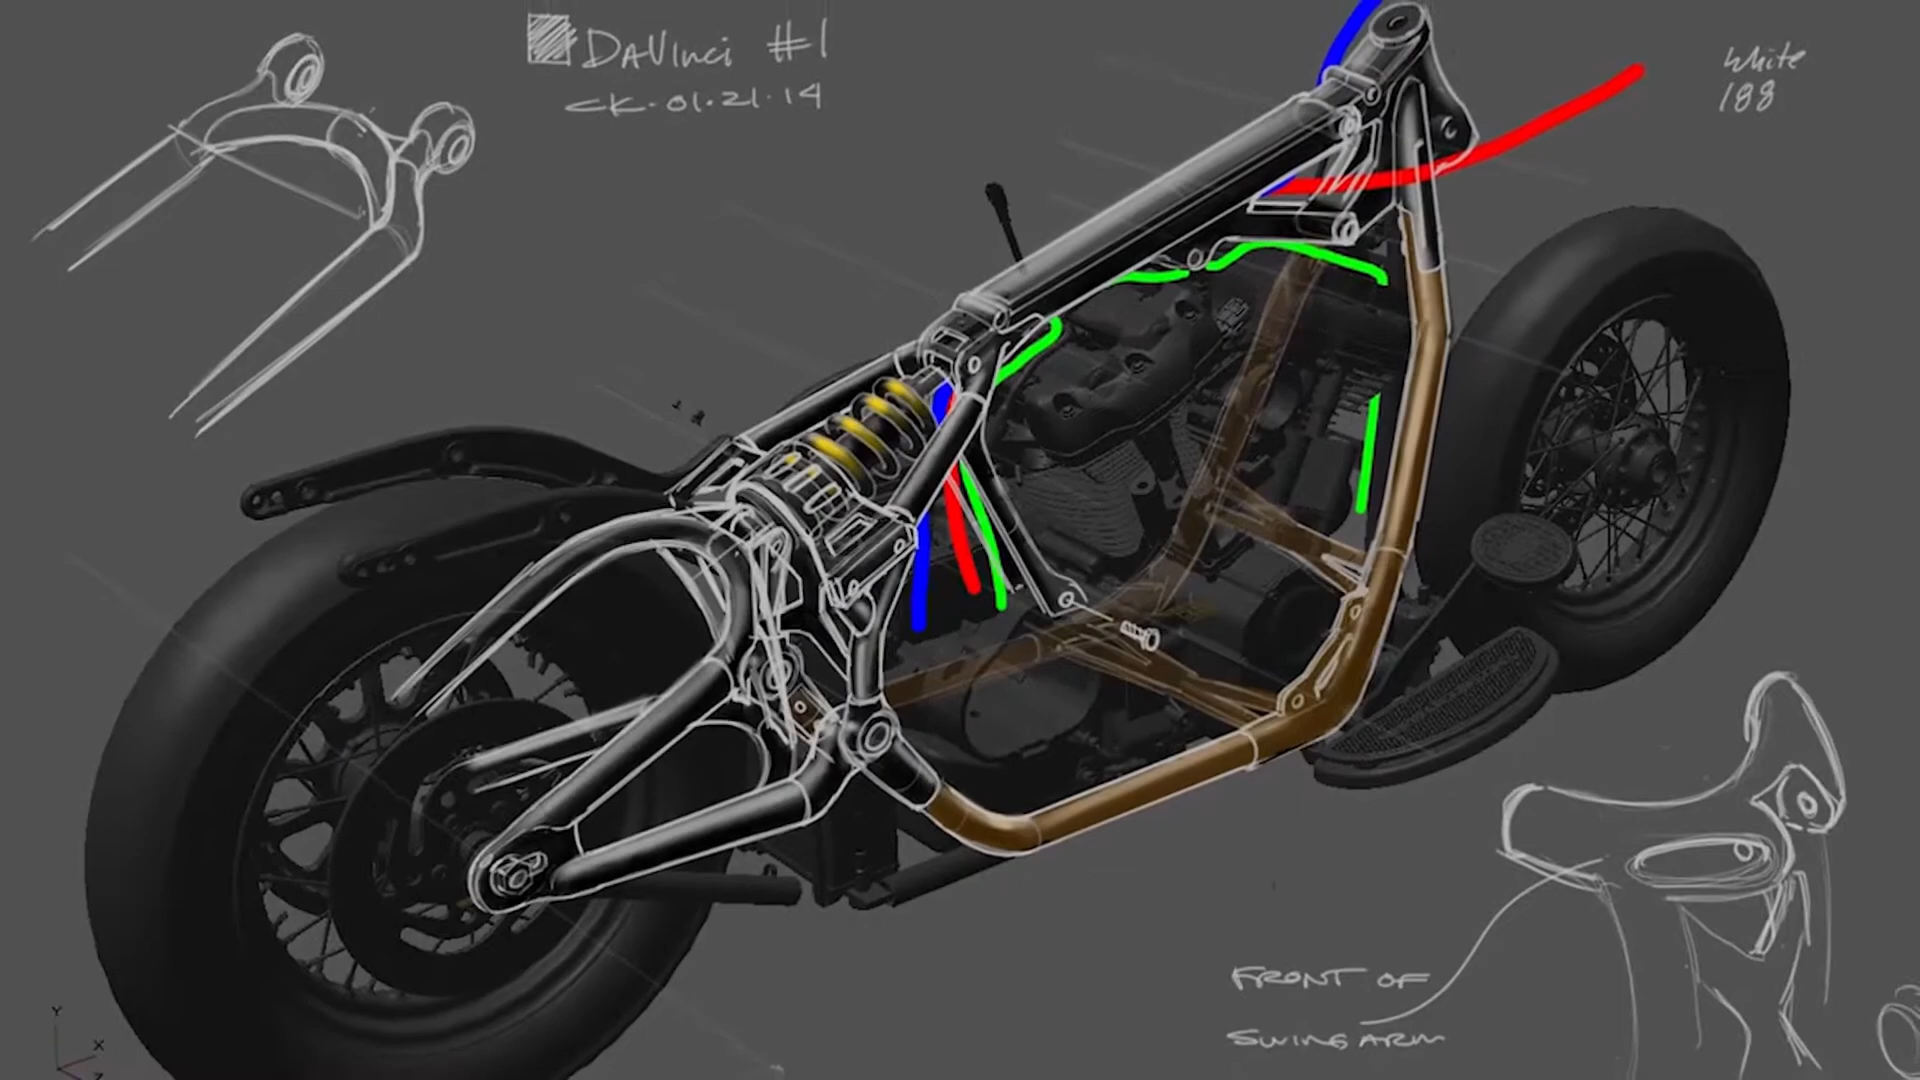 DAVinci #1
CK·01·21·14
White
188
FRONT OF
SWING ARM
Y
X
Z